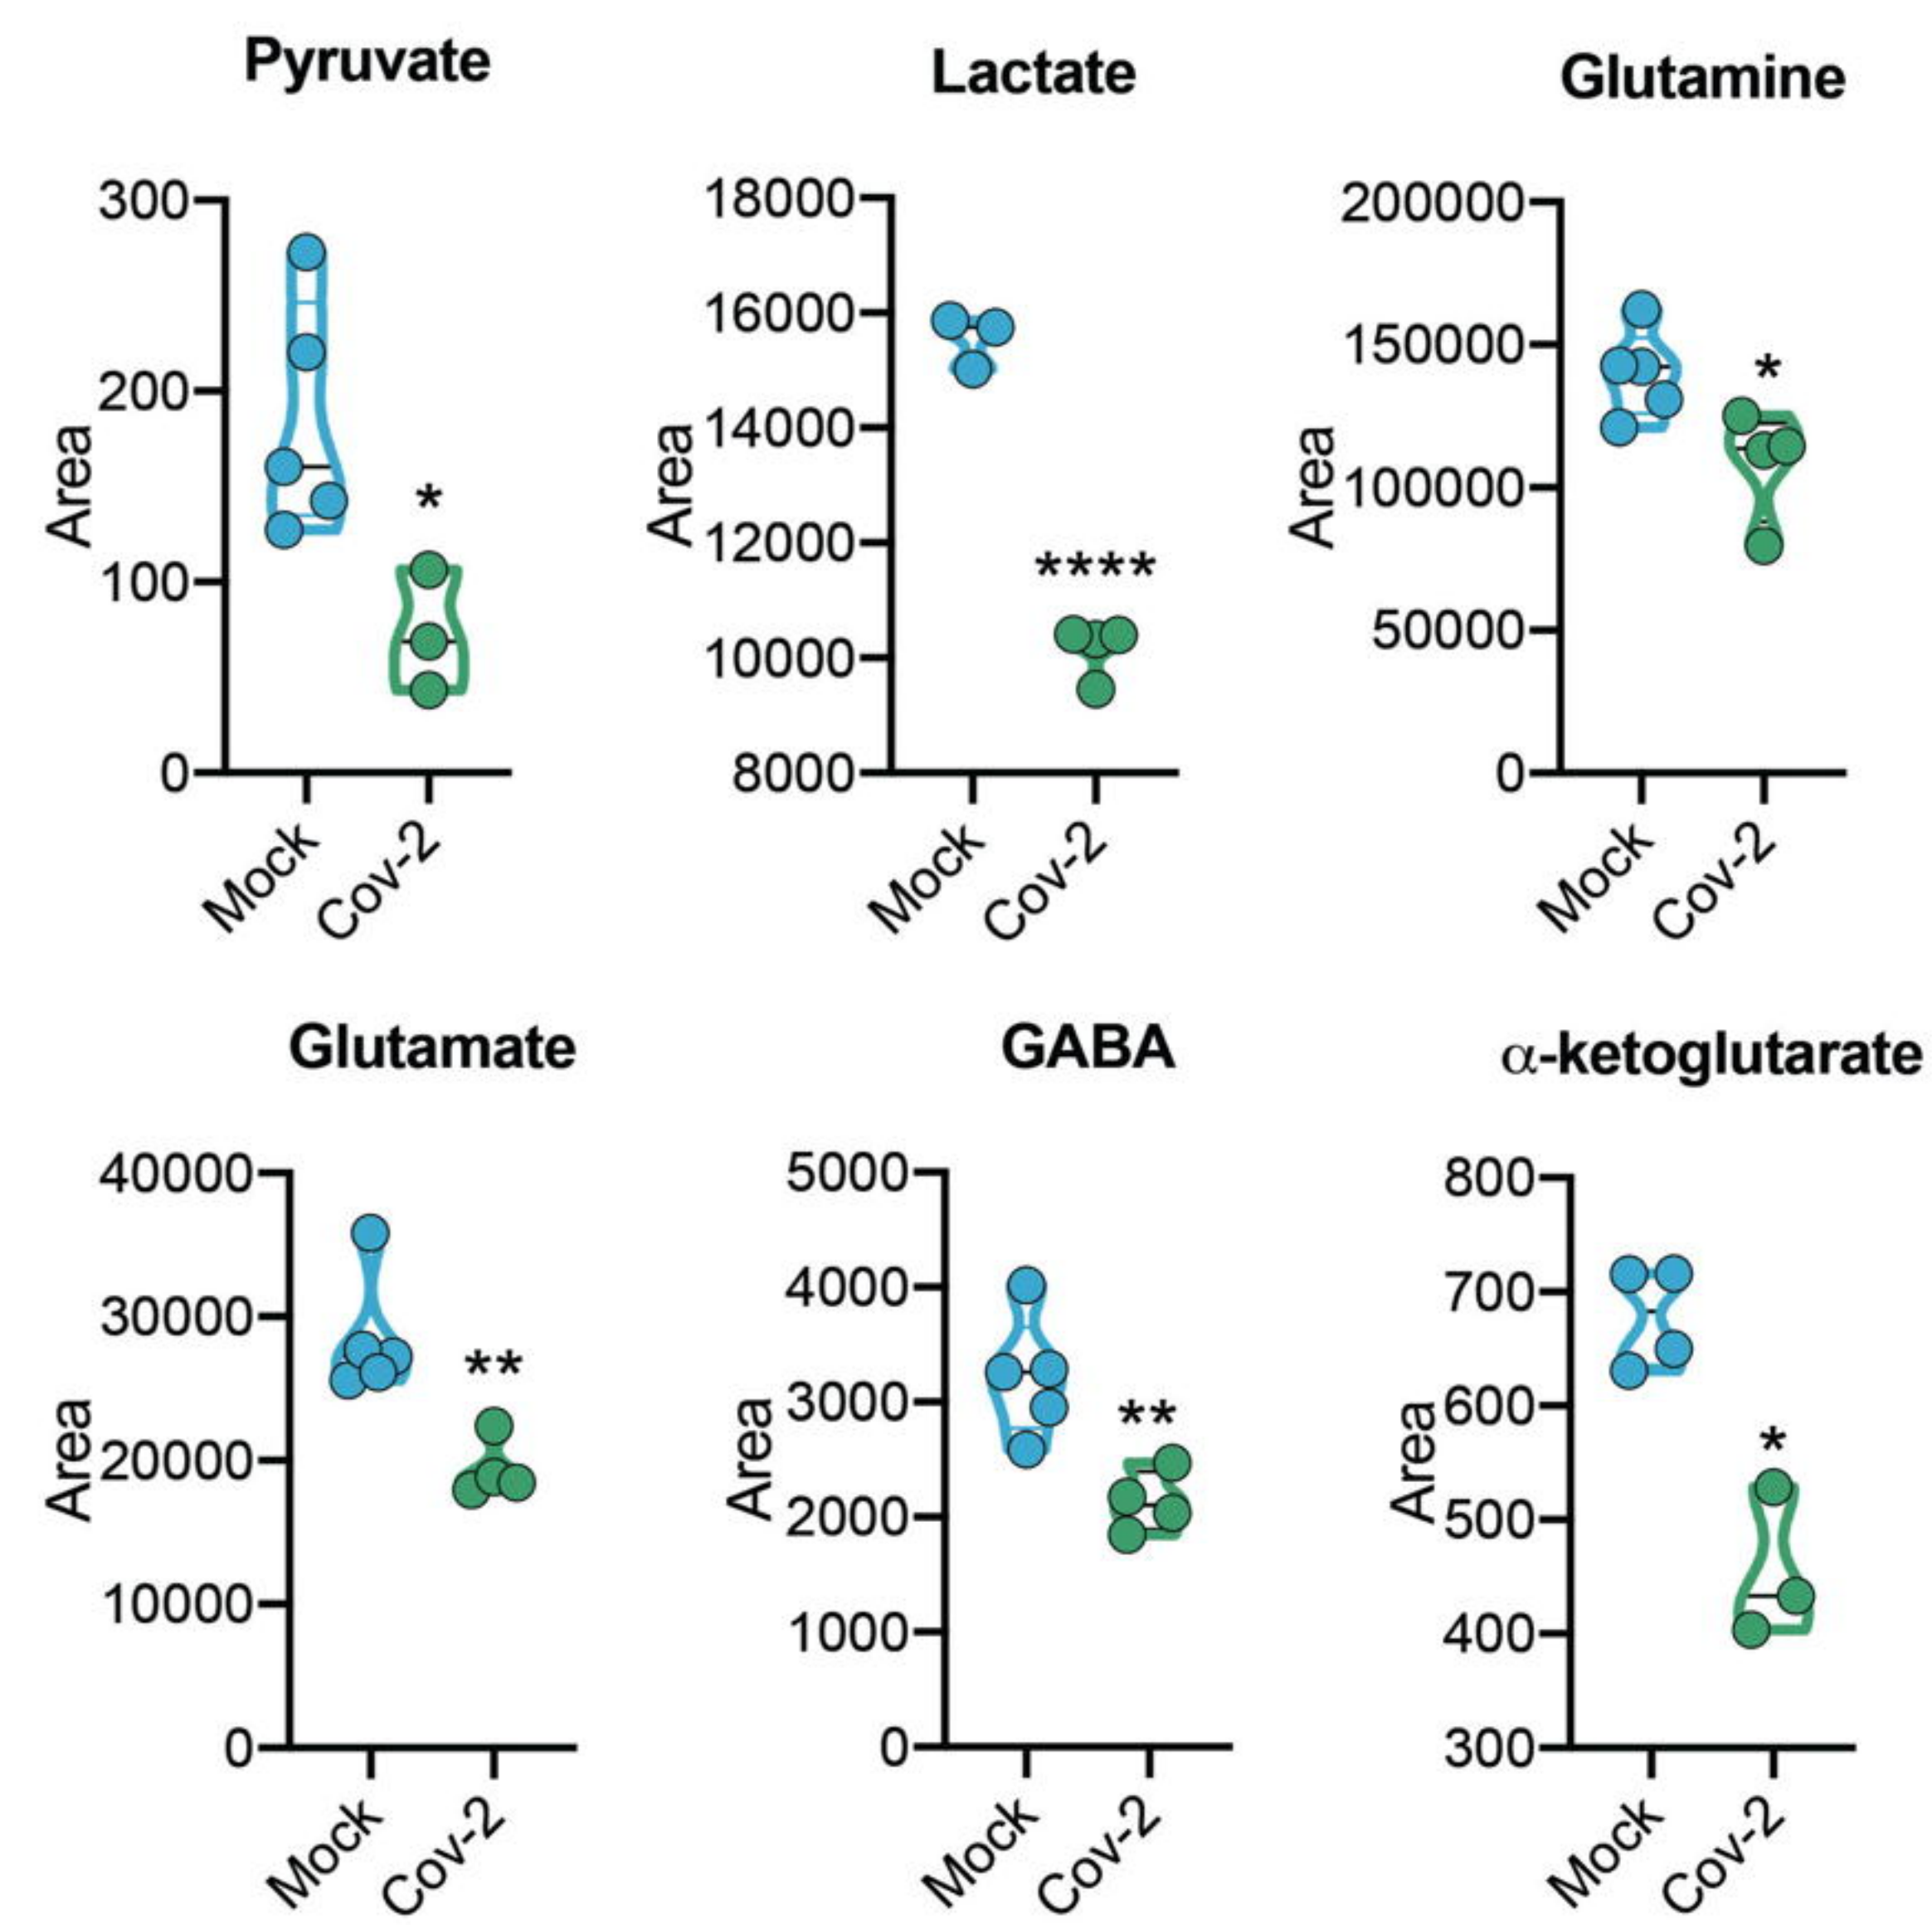 Pyruvate
Area
300
200
100
0
*
Mock
Cov-2
Lactate
Area
18000
16000
14000
12000
10000
8000
****
Mock
Cov-2
Glutamine
Area
200000
150000
100000
50000
0
*
Mock
Cov-2
Glutamate
Area
40000
30000
20000
10000
0
**
Mock
Cov-2
GABA
Area
5000
4000
3000
2000
1000
0
**
Mock
Cov-2
α-ketoglutarate
Area
800
700
600
500
400
300
*
Mock
Cov-2